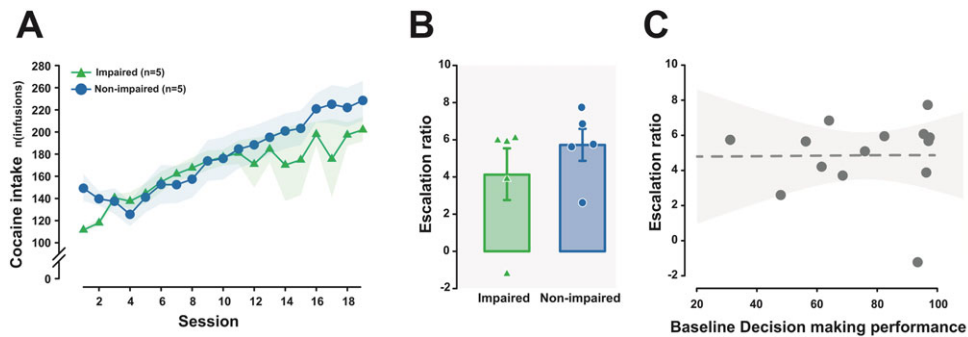 A
Cocaine intake n(infusions)
280
260
240
220
200
180
160
140
120
100
0
Impaired (n=5)
Non-impaired (n=5)
2 4 6 8 10 12 14 16 18
Session
B
Escalation ratio
10
8
6
4
2
0
-2
Impaired Non-impaired
C
Escalation ratio
10
8
6
4
2
0
-2
20 40 60 80 100
Baseline Decision making performance